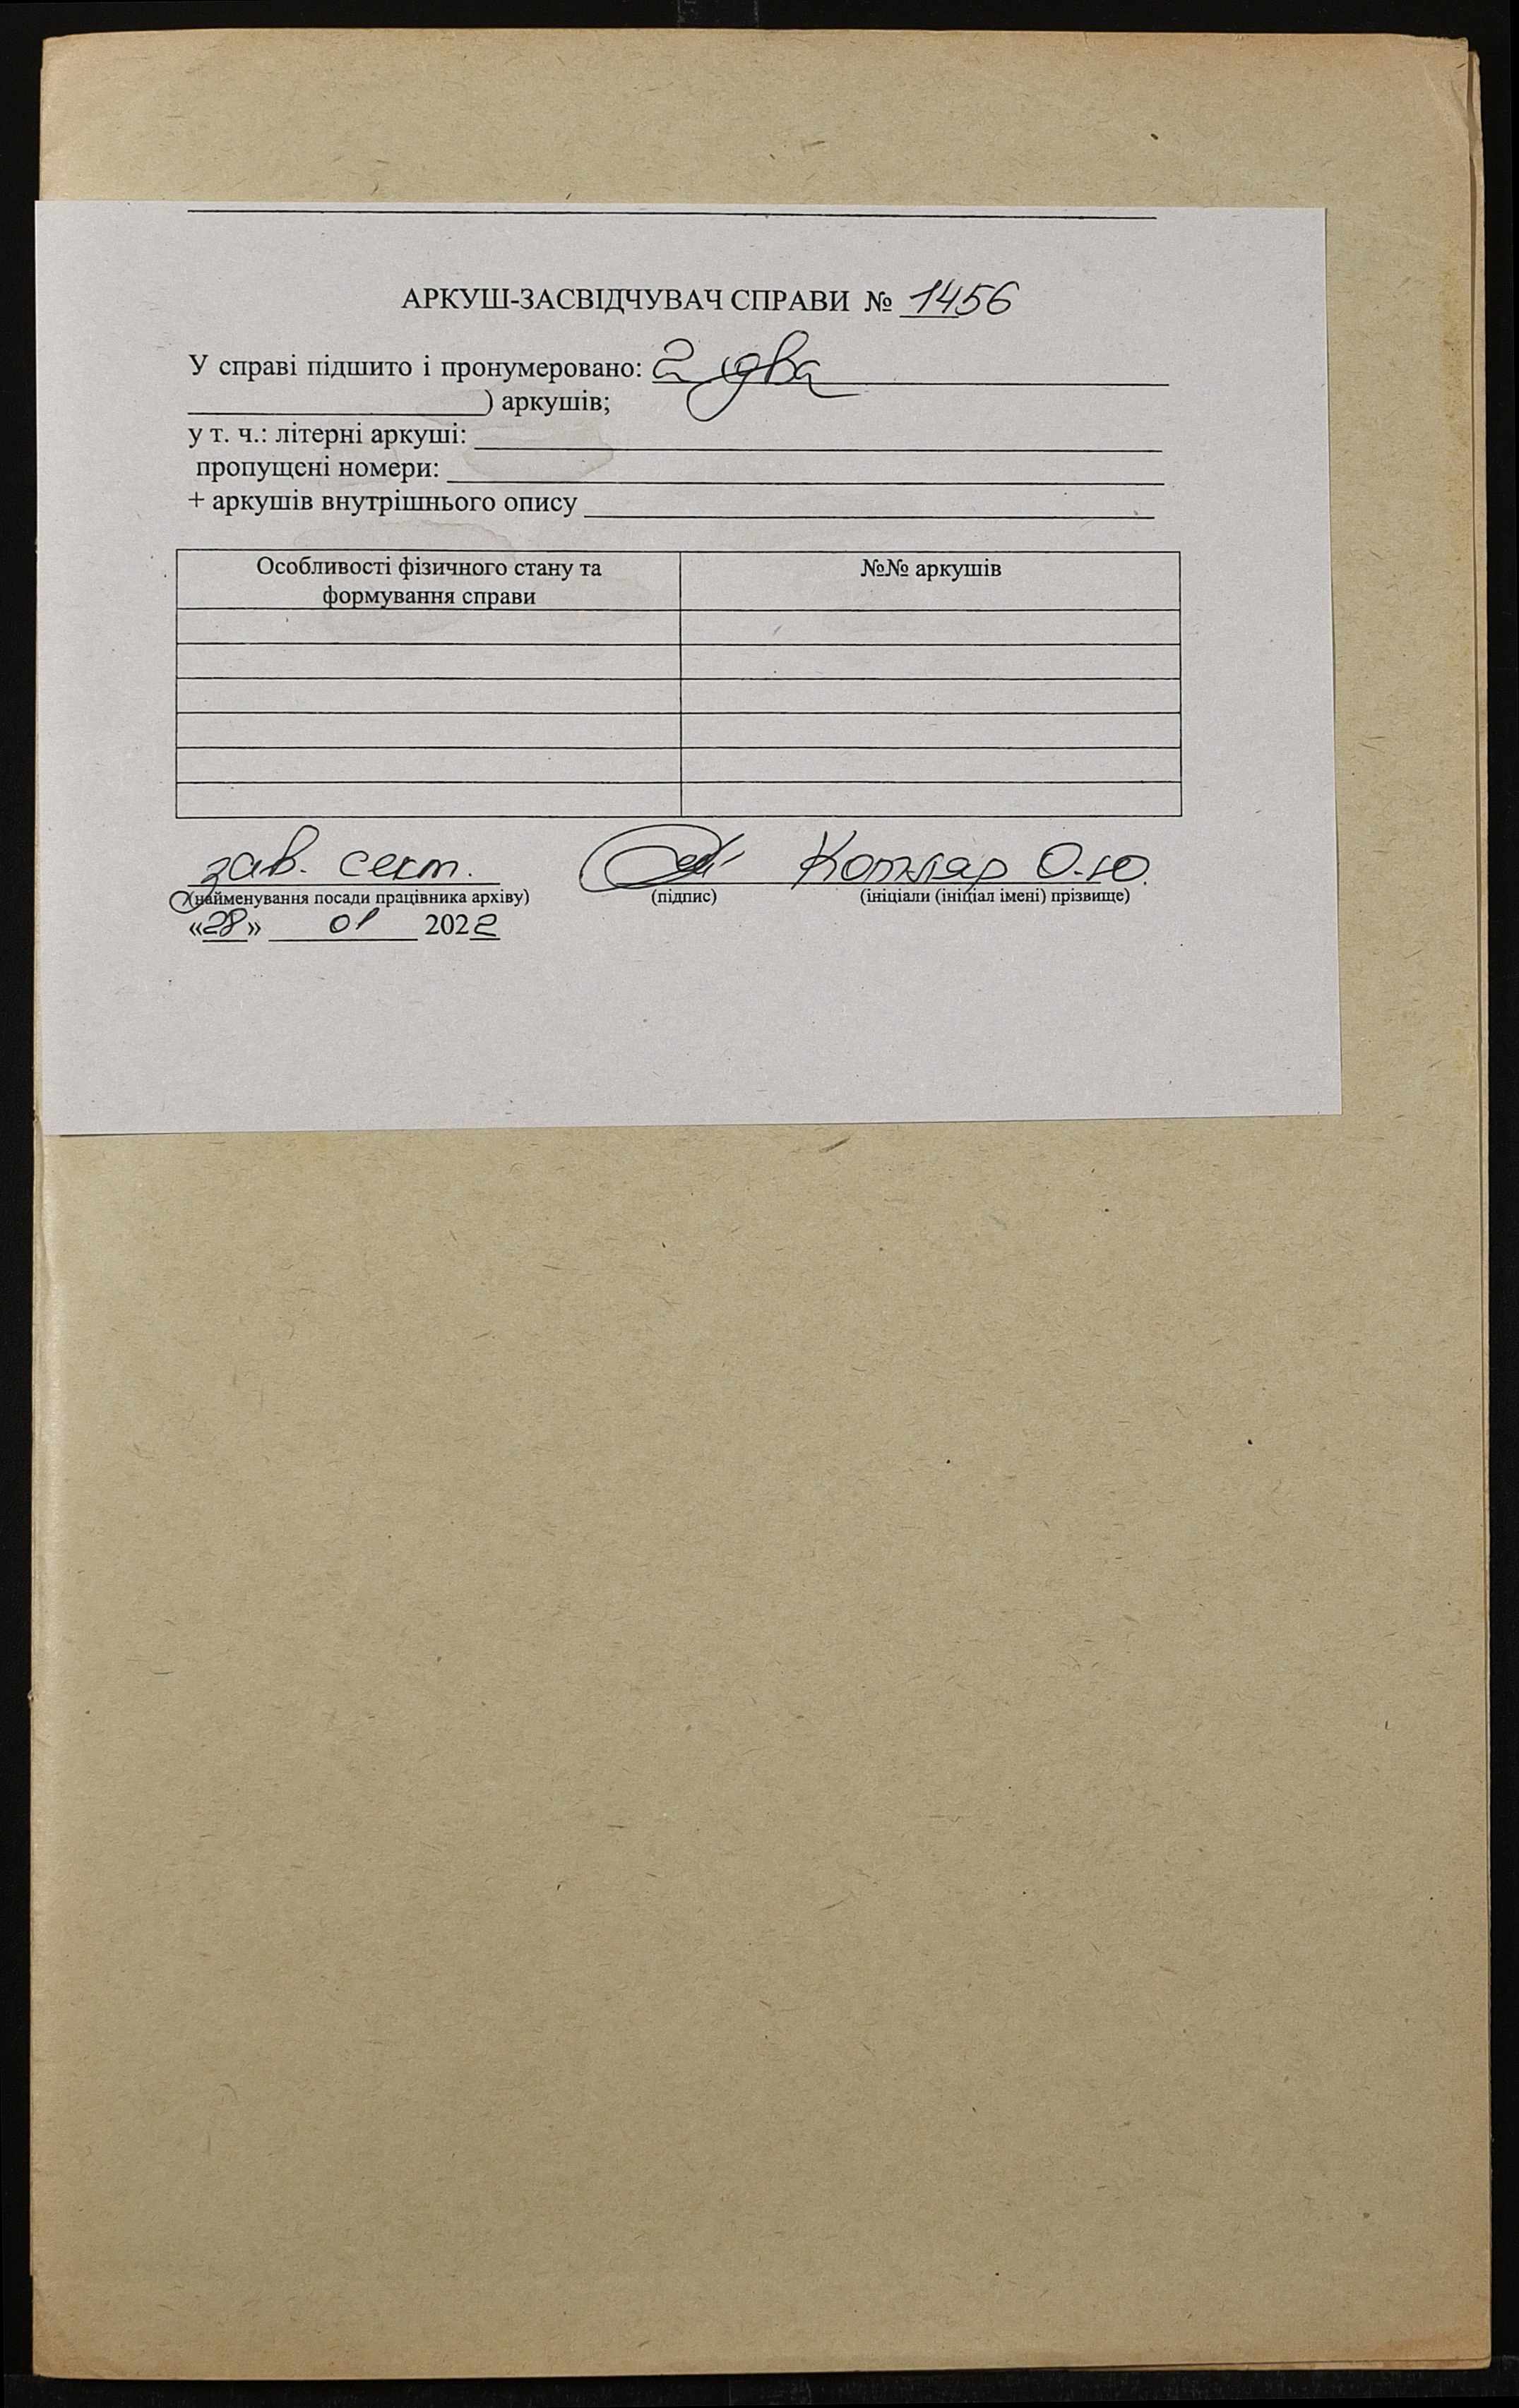 АРКУШ-ЗАСВІДЧУВАЧ СПРАВИ № 1456
У справі підшито і пронумеровано: 2 два
) аркушів;
у т. ч.: літерні аркуші:
пропущені номери:
+ аркушів внутрішнього опису
Особливості фізичного стану та формування справи
№№ аркушів
зав. сект. Котляр О.Ю.
(найменування посади працівника архіву) (підпис) (ініціали (ініціал імені) прізвище)
«28» 01 2022